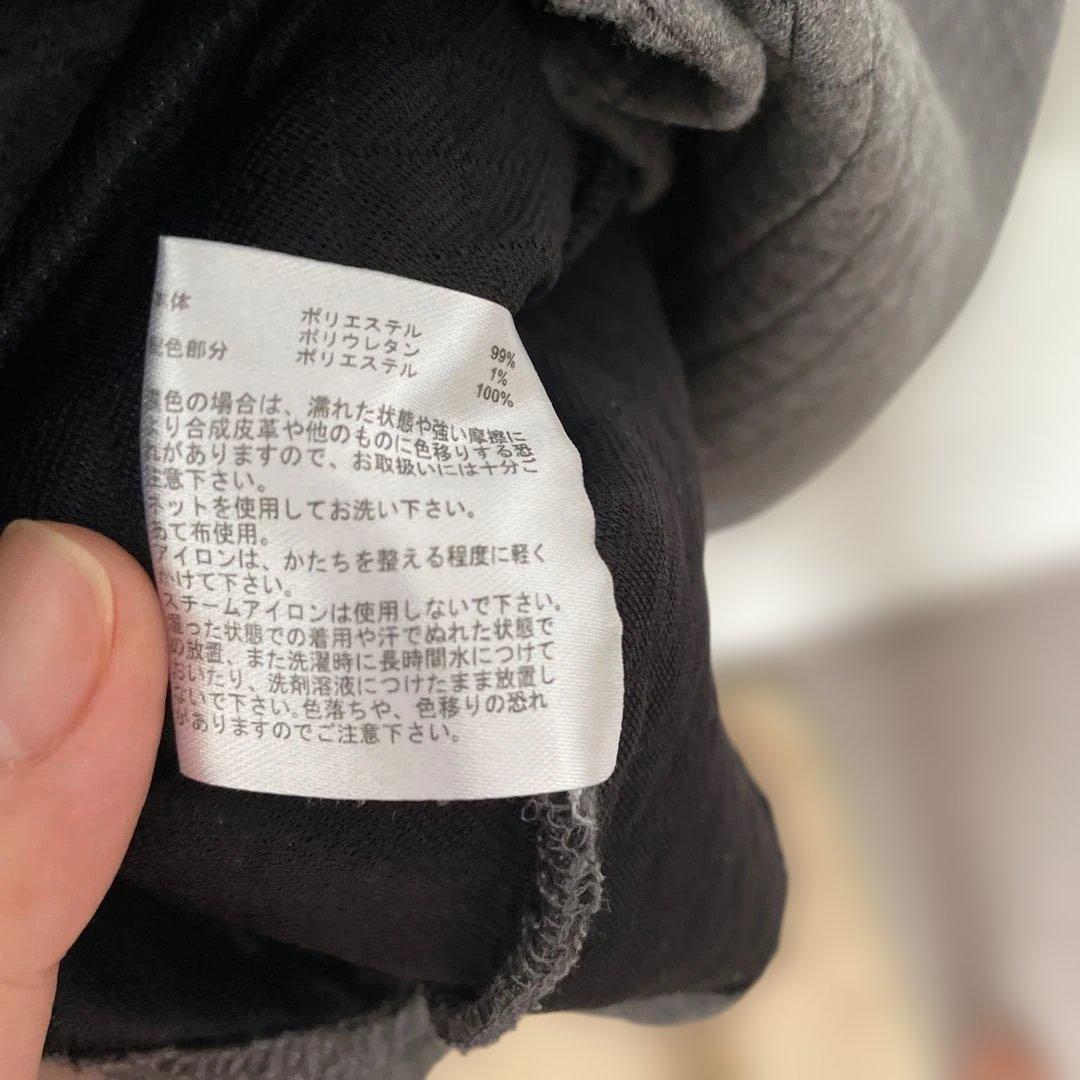 本体 ポリエステル 99%
ポリウレタン 1%
配色部分 ポリエステル 100%
濃色の場合は、濡れた状態や強い摩擦に
より合成皮革や他のものに色移りする恐
れがありますので、お取扱いには十分ご
注意下さい。
ネットを使用してお洗い下さい。
あて布使用。
アイロンは、かたちを整える程度に軽く
かけて下さい。
スチームアイロンは使用しないで下さい。
湿った状態での着用や汗でぬれた状態で
の放置、また洗濯時に長時間水につけて
おいたり、洗剤溶液につけたまま放置し
ないで下さい。色落ちや、色移りの恐れ
がありますのでご注意下さい。